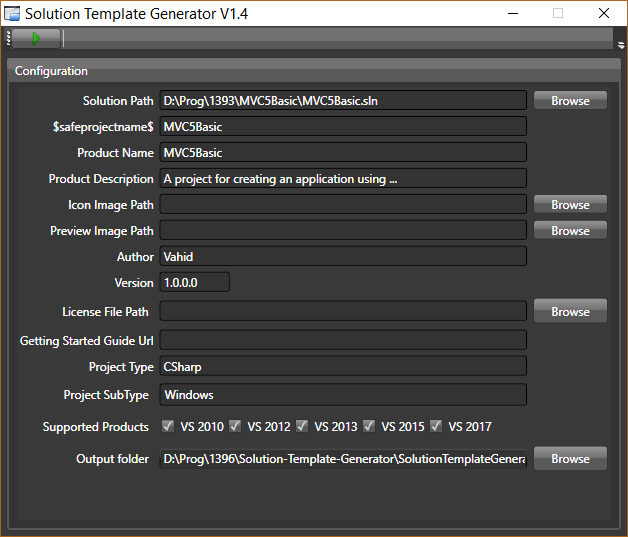 Solution Template Generator V1.4
Configuration
Solution Path D:\Prog\1393\MVC5Basic\MVC5Basic.sln Browse
$safeprojectname$ MVC5Basic
Product Name MVC5Basic
Product Description A project for creating an application using ...
Icon Image Path Browse
Preview Image Path Browse
Author Vahid
Version 1.0.0.0
License File Path Browse
Getting Started Guide Url
Project Type CSharp
Project SubType Windows
Supported Products VS 2010 VS 2012 VS 2013 VS 2015 VS 2017
Output folder D:\Prog\1396\Solution-Template-Generator\SolutionTemplateGenera Browse